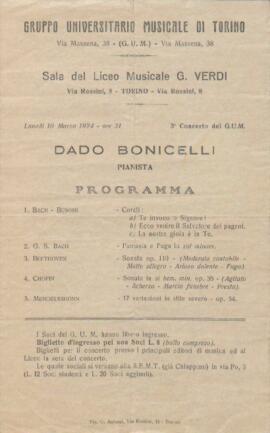 GRUPPO UNIVERSITARIO MUSICALE DI TORINO
Via Massena, 38 - (G. U. M.) - Via Massena, 38
Sala del Liceo Musicale G. VERDI
Via Rossini, 8 - TORINO - Via Rossini, 8
Lunedì 10 Marzo 1924 - ore 21
3° Concerto del G.U.M.
DADO BONICELLI
PIANISTA
PROGRAMMA
1. BACH - BUSONI - Corali:
a) Te invoco o Signore!
b) Ecco venire il Salvatore dei pagani.
c) La nostra gioia è in Te.
2. G. S. BACH - Fantasia e Fuga la minore.
3. BEETHOVEN - Sonata op. 110 - (Moderato cantabile - Molto allegro - Arioso dolente - Fuga).
4. CHOPIN - Sonata in si bem. min. op. 35 - (Agitato - Scherzo - Marcia funebre - Presto).
5. MENDELSSOHN - 17 variazioni in stile severo - op. 54.
I Soci del G. U. M. hanno libero ingresso.
Biglietto d'ingresso pei non Soci L. 8 (bollo compreso).
Biglietti per il concerto presso i principali editori di musica ed al Liceo la sera del concerto.
Le quote sociali si versano alla S.E.M.T. (già Chiappano) in via Po, 3 (L. 12 Soc. studenti e L. 20 Soci aggiunti).